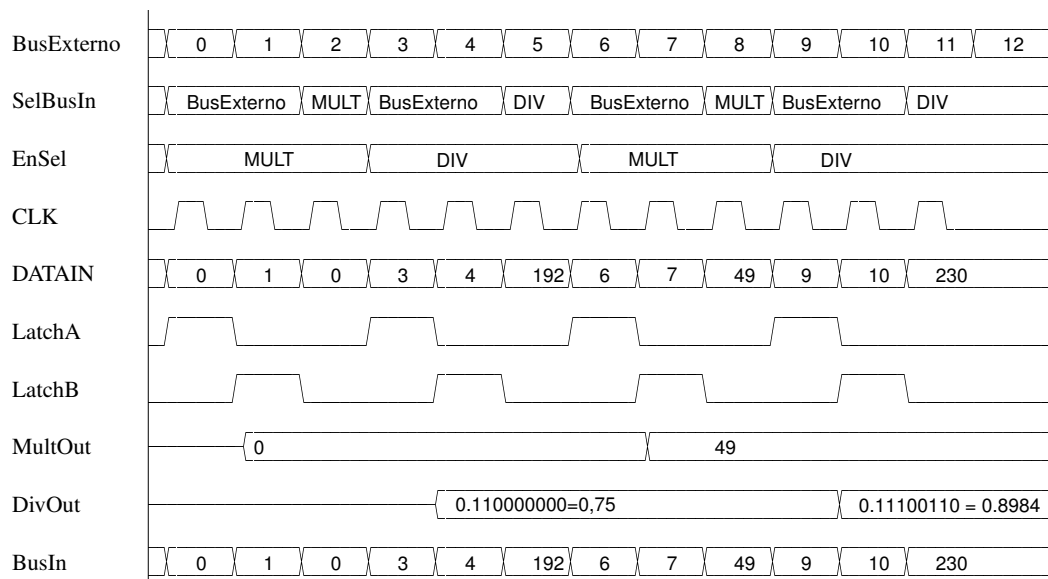 BusExterno 0 1 2 3 4 5 6 7 8 9 10 11 12
SelBusIn BusExterno MULT BusExterno DIV BusExterno MULT BusExterno DIV
EnSel MULT DIV MULT DIV
CLK
DATAIN 0 1 0 3 4 192 6 7 49 9 10 230
LatchA
LatchB
MultOut 0 49
DivOut 0.110000000=0,75 0.11100110 = 0.8984
BusIn 0 1 0 3 4 192 6 7 49 9 10 230